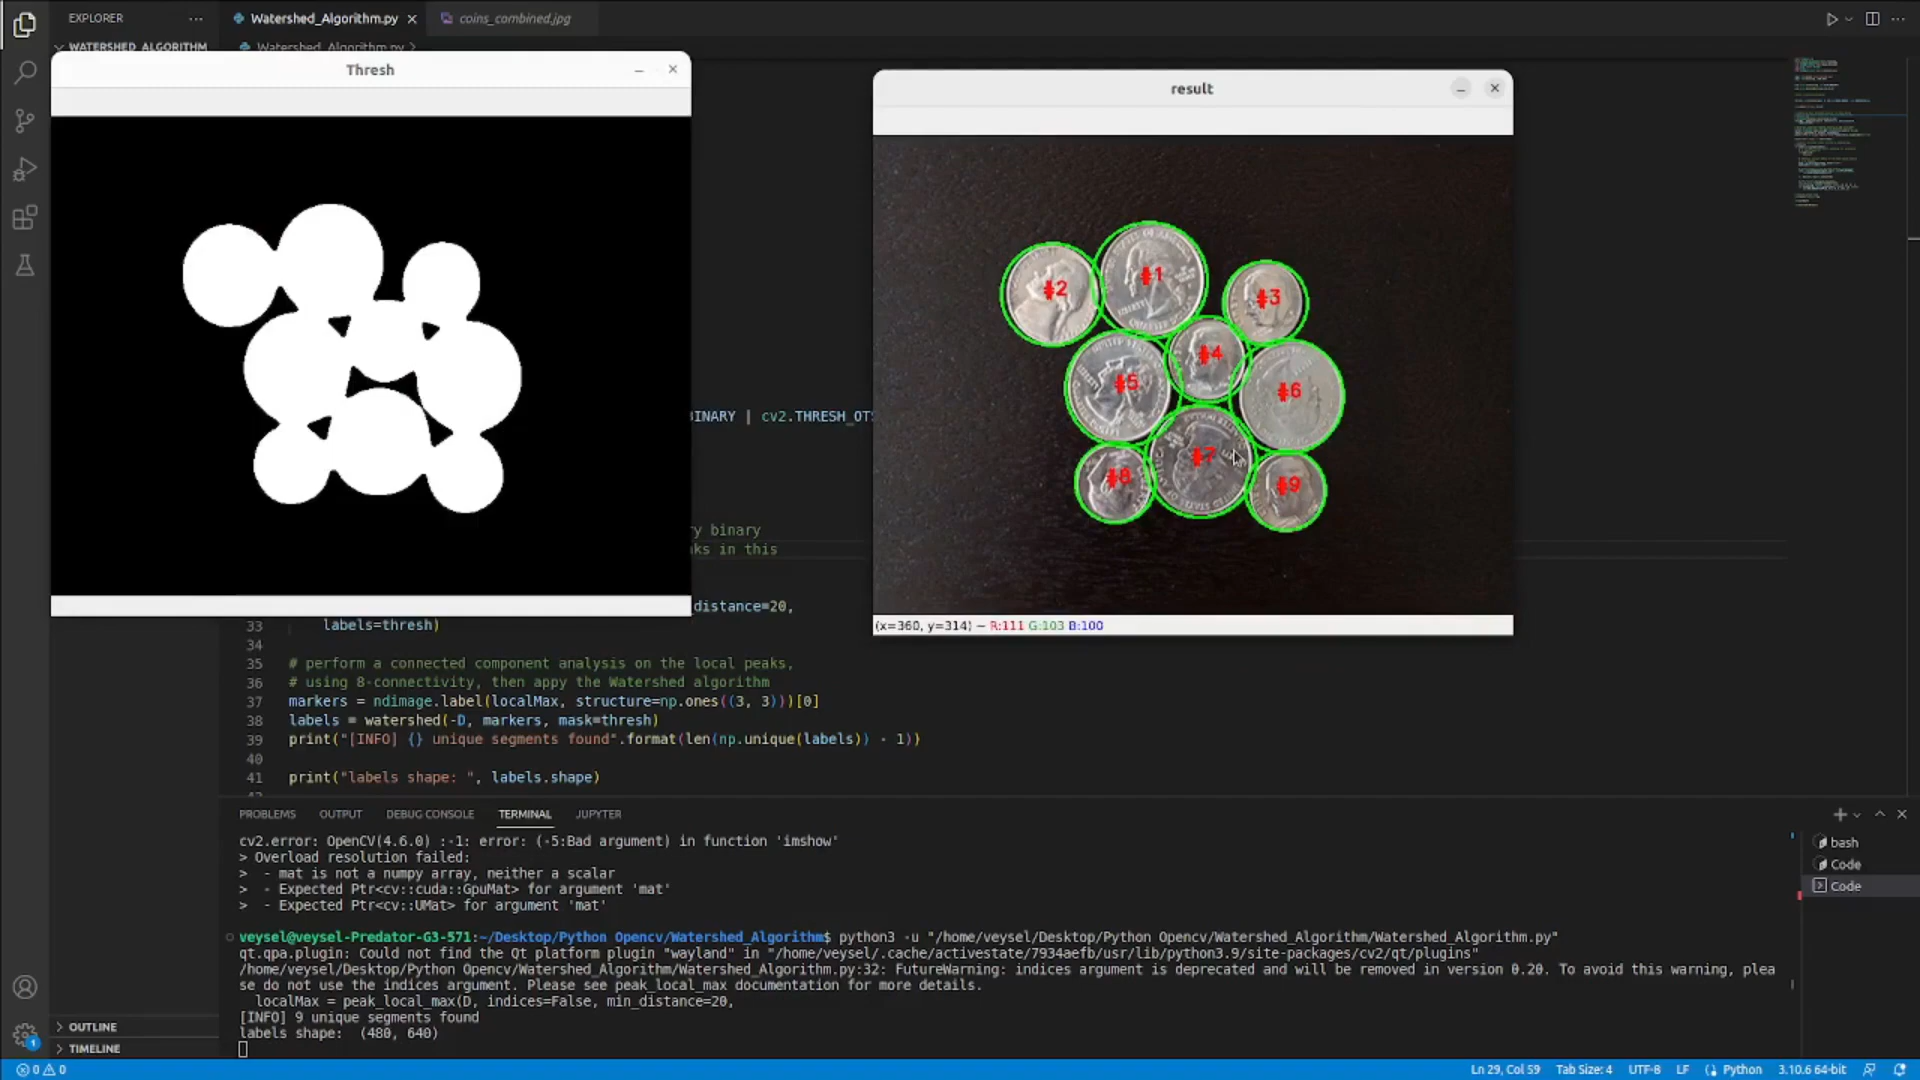 EXPLORER
···
Watershed_Algorithm.py
coins_combined.jpg
WATERSHED_ALGORITHM
Watershed_Algorithm.py
Thresh
result
#1
#2
#3
#4
#5
#6
#7
#8
#9
(x=360, y=314) ~ R:111 G:103 B:100
BINARY | cv2.THRESH_OTS
ry binary
ks in this
distance=20,
33 labels=thresh)
34
35 # perform a connected component analysis on the local peaks,
36 # using 8-connectivity, then appy the Watershed algorithm
37 markers = ndimage.label(localMax, structure=np.ones((3, 3)))[0]
38 labels = watershed(-D, markers, mask=thresh)
39 print("[INFO] {} unique segments found".format(len(np.unique(labels)) - 1))
40
41 print("labels shape: ", labels.shape)
PROBLEMS OUTPUT DEBUG CONSOLE TERMINAL JUPYTER
cv2.error: OpenCV(4.6.0) :-1: error: (-5:Bad argument) in function 'imshow'
> Overload resolution failed:
>  - mat is not a numpy array, neither a scalar
>  - Expected Ptr<cv::cuda::GpuMat> for argument 'mat'
>  - Expected Ptr<cv::UMat> for argument 'mat'
veysel@veysel-Predator-G3-571:~/Desktop/Python Opencv/Watershed_Algorithm$ python3 -u "/home/veysel/Desktop/Python Opencv/Watershed_Algorithm/Watershed_Algorithm.py"
qt.qpa.plugin: Could not find the Qt platform plugin "wayland" in "/home/veysel/.cache/activestate/7934aefb/usr/lib/python3.9/site-packages/cv2/qt/plugins"
/home/veysel/Desktop/Python Opencv/Watershed_Algorithm/Watershed_Algorithm.py:32: FutureWarning: indices argument is deprecated and will be removed in version 0.20. To avoid this warning, plea
se do not use the indices argument. Please see peak_local_max documentation for more details.
localMax = peak_local_max(D, indices=False, min_distance=20,
[INFO] 9 unique segments found
labels shape:  (480, 640)
bash
Code
Code
OUTLINE
TIMELINE
1
0 0
Ln 29, Col 59 Tab Size: 4 UTF-8 LF Python 3.10.6 64-bit